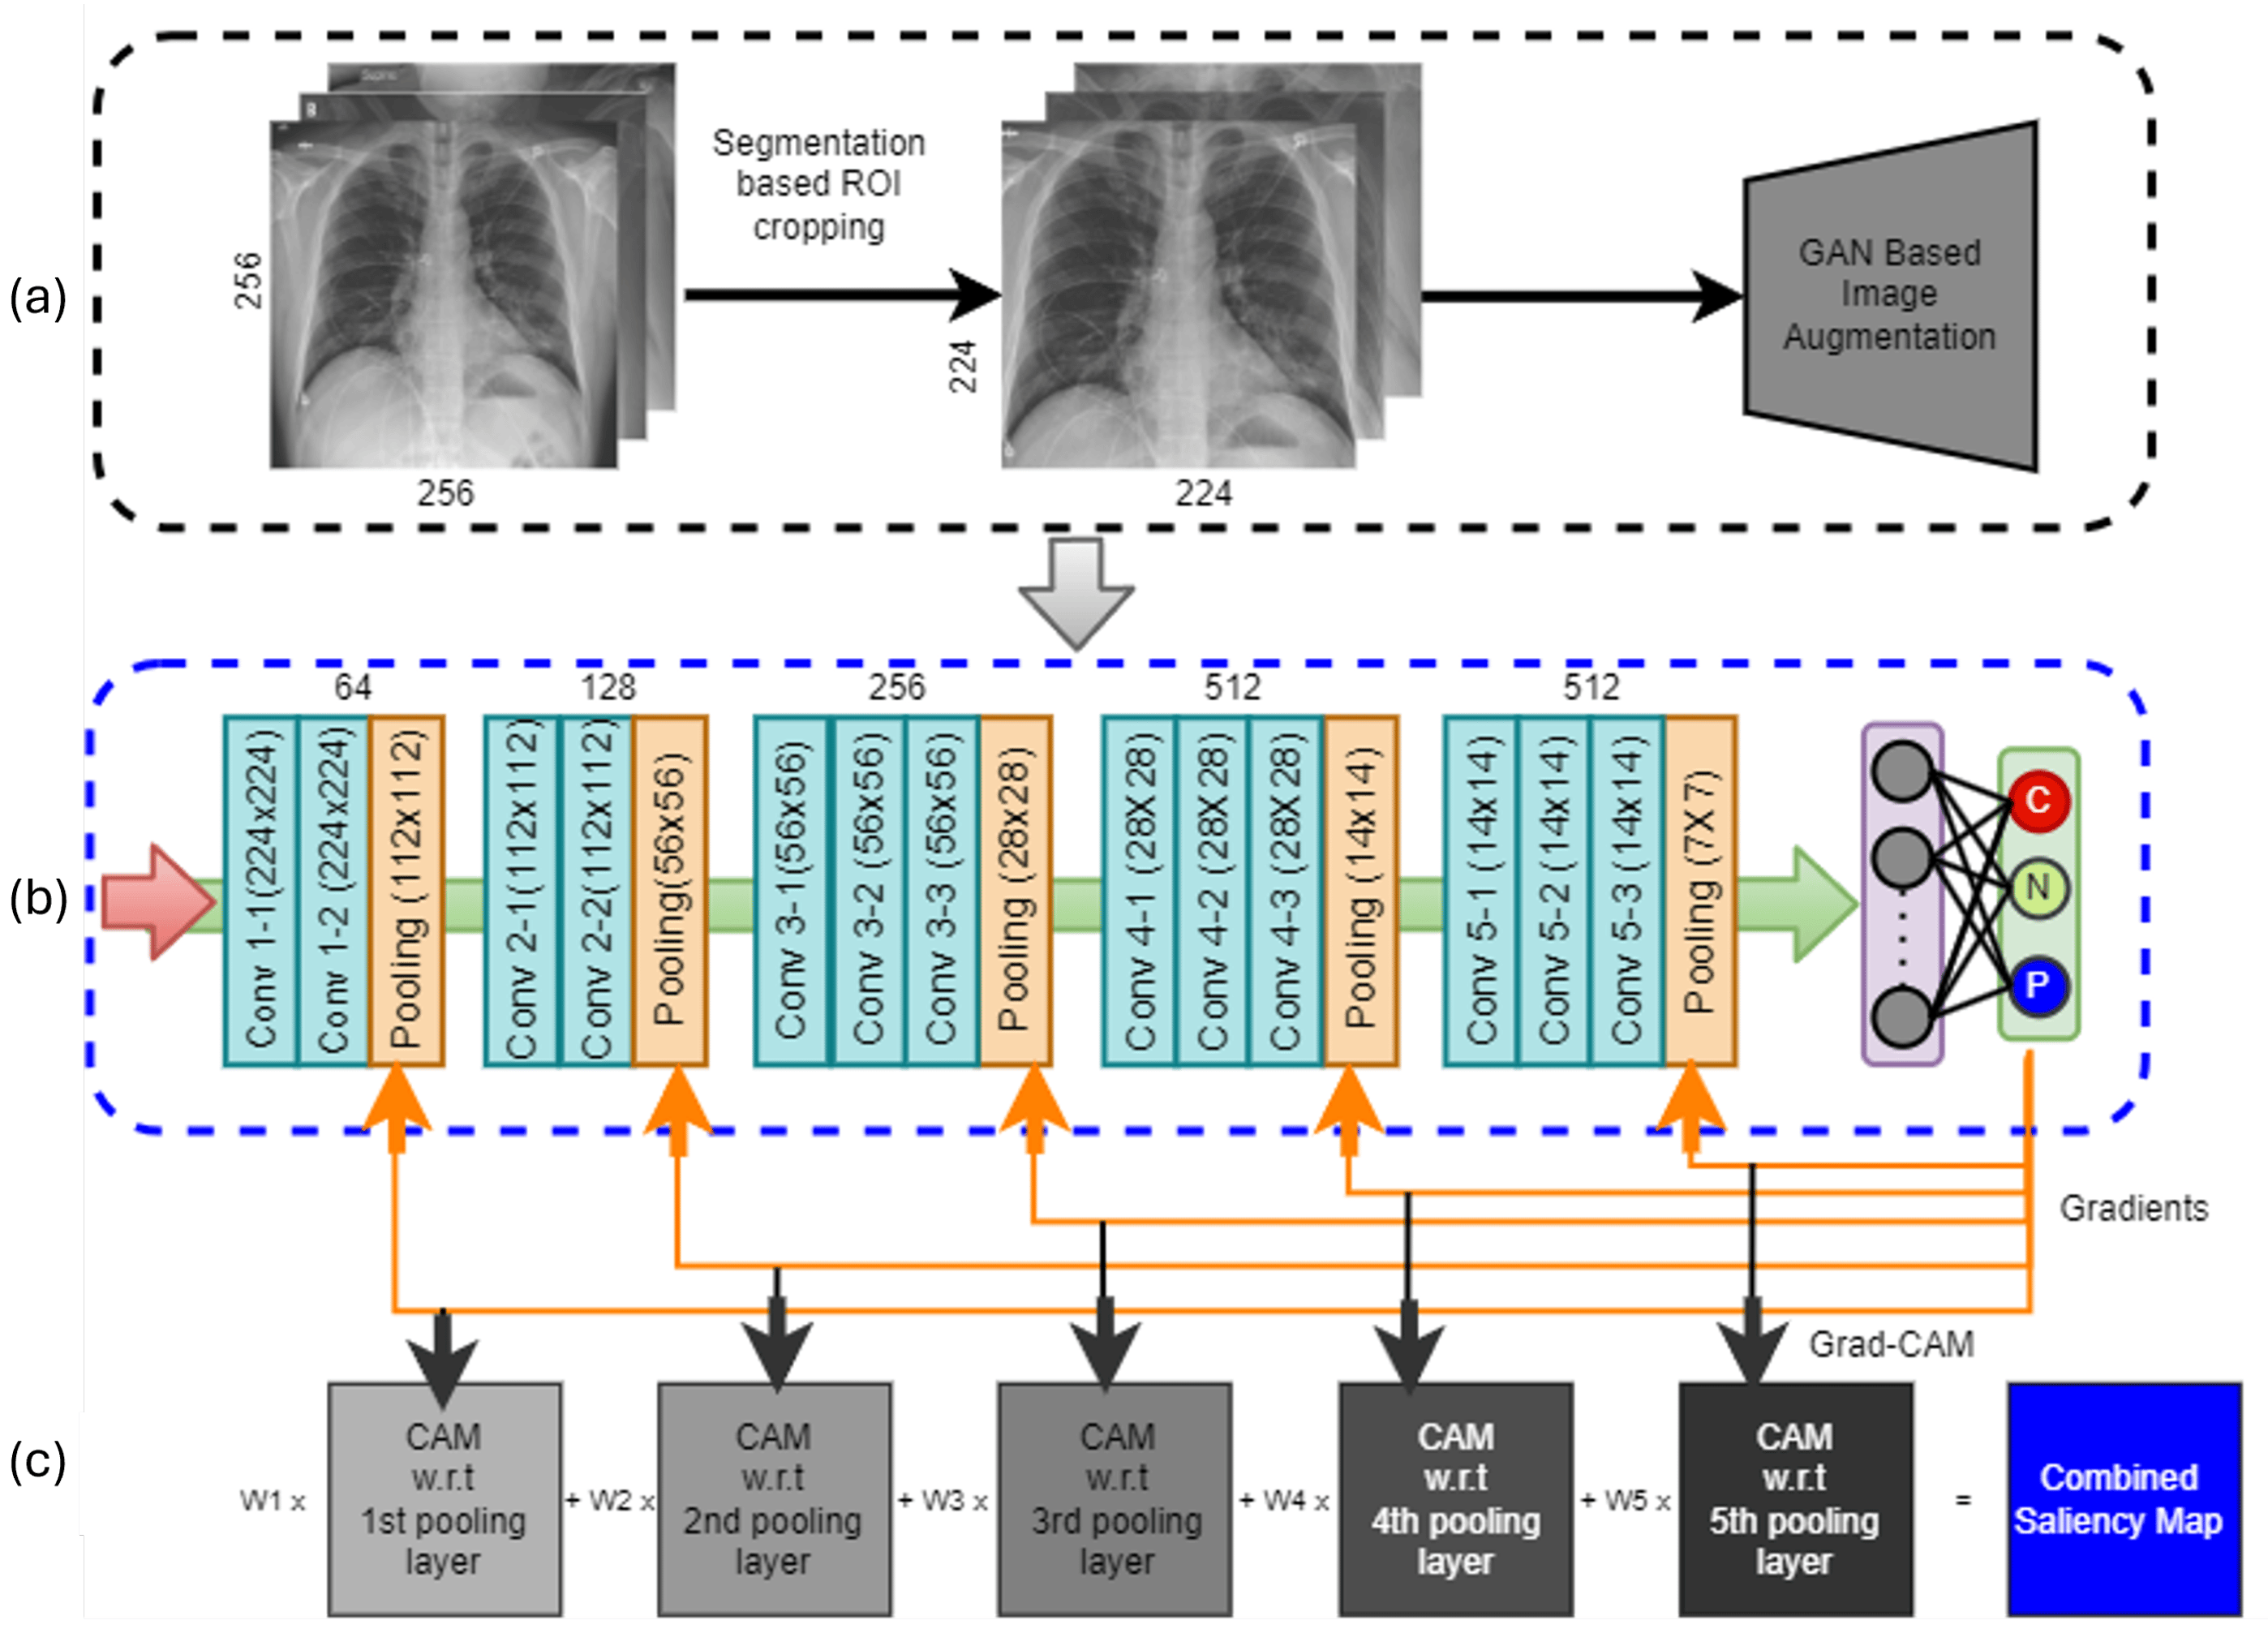 (a)
Segmentation
based ROI
cropping
256
256
224
224
GAN Based
Image
Augmentation
(b)
64
128
256
512
512
Conv 1-1(224x224)
Conv 1-2 (224x224)
Pooling (112x112)
Conv 2-1(112x112)
Conv 2-2(112x112)
Pooling(56x56)
Conv 3-1(56x56)
Conv 3-2 (56x56)
Conv 3-3 (56x56)
Pooling (28x28)
Conv 4-1 (28X28)
Conv 4-2 (28X28)
Conv 4-3 (28X28)
Pooling (14x14)
Conv 5-1 (14x14)
Conv 5-2 (14x14)
Conv 5-3 (14x14)
Pooling (7X7)
C
N
P
Gradients
Grad-CAM
(c)
W1 x
CAM
w.r.t
1st pooling
layer
+ W2 x
CAM
w.r.t
2nd pooling
layer
+ W3 x
CAM
w.r.t
3rd pooling
layer
+ W4 x
CAM
w.r.t
4th pooling
layer
+ W5 x
CAM
w.r.t
5th pooling
layer
=
Combined
Saliency Map